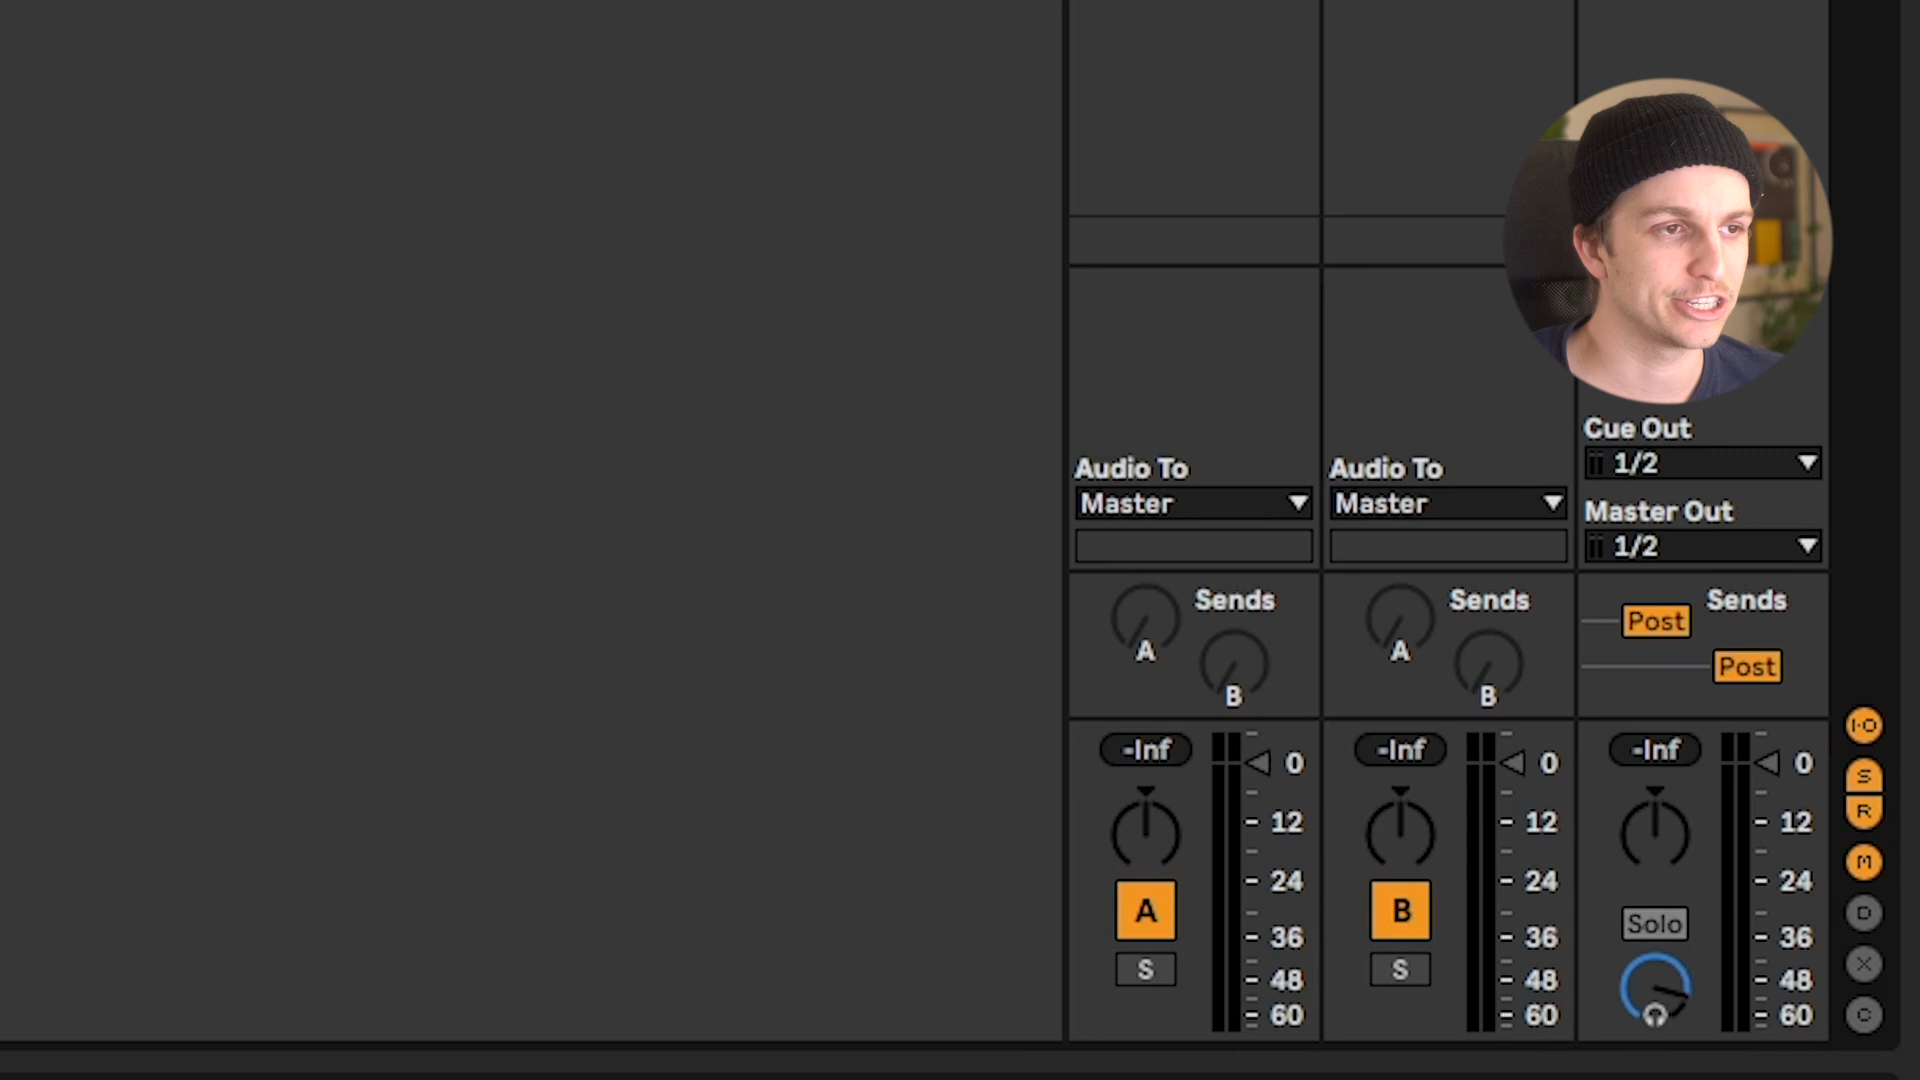 Audio To
Master
Sends
A
B
-Inf
0
12
24
36
48
60
A
S
Audio To
Master
Sends
A
B
-Inf
0
12
24
36
48
60
B
S
Cue Out
1/2
Master Out
1/2
Sends
Post
Post
-Inf
0
12
24
36
48
60
Solo
I·O
S
R
M
D
X
C